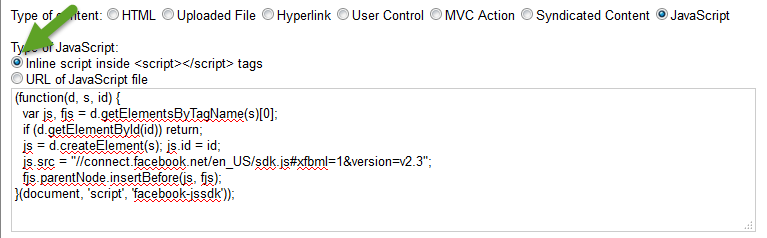 Type of content: HTML Uploaded File Hyperlink User Control MVC Action Syndicated Content JavaScript
Type of JavaScript:
Inline script inside <script></script> tags
URL of JavaScript file
(function(d, s, id) {
var js, fjs = d.getElementsByTagName(s)[0];
if (d.getElementById(id)) return;
js = d.createElement(s); js.id = id;
js.src = "//connect.facebook.net/en_US/sdk.js#xfbml=1&version=v2.3";
fjs.parentNode.insertBefore(js, fjs);
}(document, 'script', 'facebook-jssdk'));